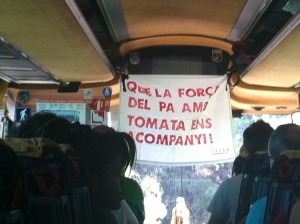 ¡QUE LA FORÇA
DEL PA AMB
TOMATA ENS
ACOMPANYI!